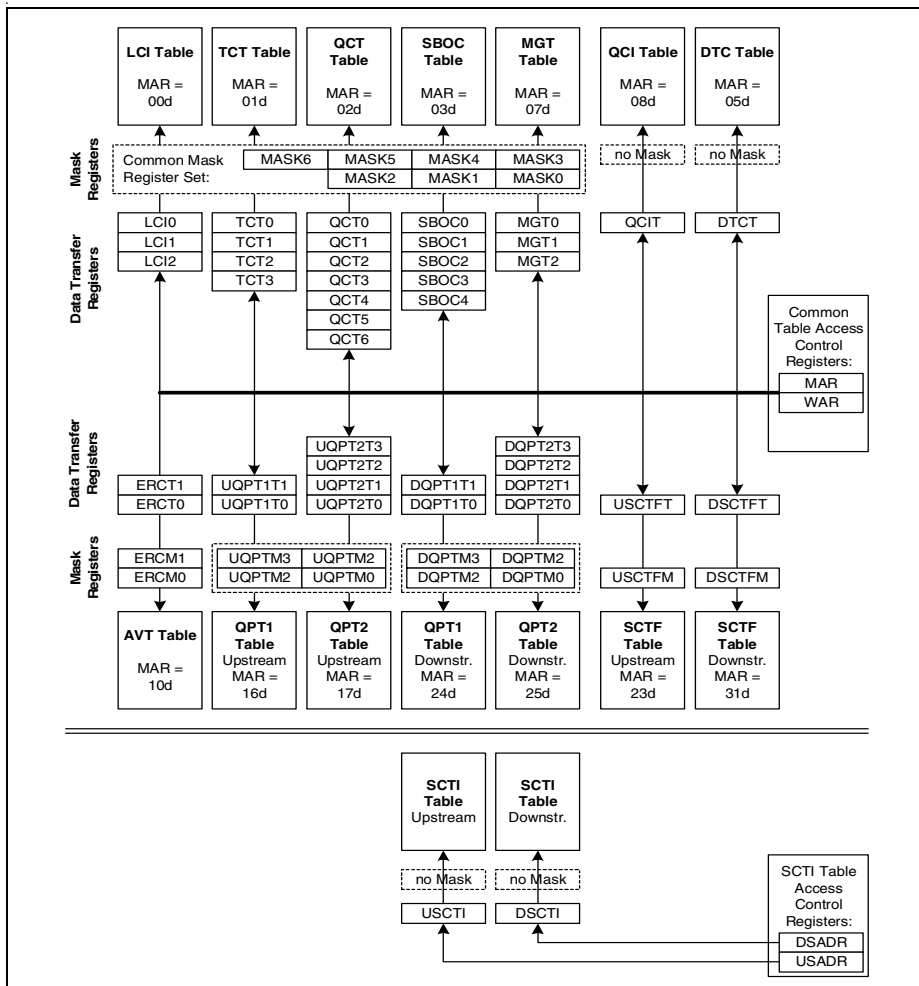 LCI Table
MAR =
00d
TCT Table
MAR =
01d
QCT
Table
MAR =
02d
SBOC
Table
MAR =
03d
MGT
Table
MAR =
07d
QCI Table
MAR =
08d
DTC Table
MAR =
05d
Mask
Registers
Common Mask
Register Set:
MASK6 MASK5 MASK4 MASK3
MASK2 MASK1 MASK0
no Mask
no Mask
Data Transfer
Registers
LCI0
LCI1
LCI2
TCT0
TCT1
TCT2
TCT3
QCT0
QCT1
QCT2
QCT3
QCT4
QCT5
QCT6
SBOC0
SBOC1
SBOC2
SBOC3
SBOC4
MGT0
MGT1
MGT2
QCIT
DTCT
Common
Table Access
Control
Registers:
MAR
WAR
Data Transfer
Registers
ERCT1
ERCT0
UQPT1T1
UQPT1T0
UQPT2T3
UQPT2T2
UQPT2T1
UQPT2T0
DQPT1T1
DQPT1T0
DQPT2T3
DQPT2T2
DQPT2T1
DQPT2T0
USCTFT
DSCTFT
Mask
Registers
ERCM1
ERCM0
UQPTM3 UQPTM2
UQPTM2 UQPTM0
DQPTM3 DQPTM2
DQPTM2 DQPTM0
USCTFM
DSCTFM
AVT Table
MAR =
10d
QPT1
Table
Upstream
MAR =
16d
QPT2
Table
Upstream
MAR =
17d
QPT1
Table
Downstr.
MAR =
24d
QPT2
Table
Downstr.
MAR =
25d
SCTF
Table
Upstream
MAR =
23d
SCTF
Table
Downstr.
MAR =
31d
SCTI
Table
Upstream
SCTI
Table
Downstr.
no Mask
no Mask
USCTI
DSCTI
SCTI Table
Access
Control
Registers:
DSADR
USADR